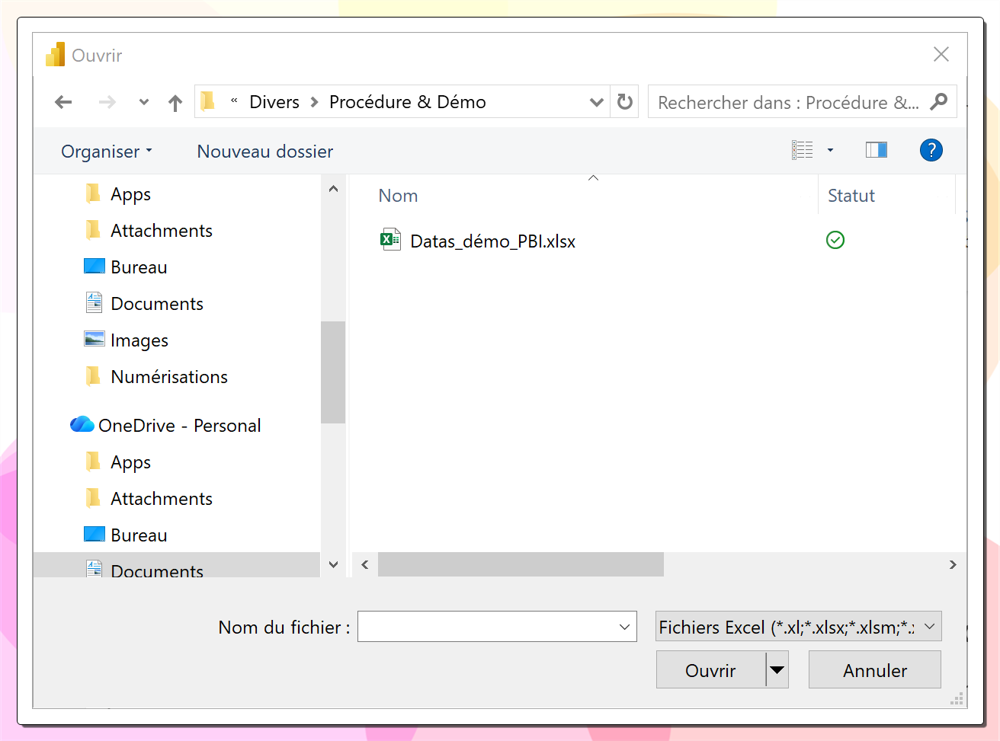 Ouvrir
« Divers > Procédure & Démo
Rechercher dans : Procédure &...
Organiser
Nouveau dossier
?
Apps
Attachments
Bureau
Documents
Images
Numérisations
OneDrive - Personal
Apps
Attachments
Bureau
Documents
Nom
Statut
Datas_démo_PBI.xlsx
Nom du fichier :
Fichiers Excel (*.xl;*.xlsx;*.xlsm;*.
Ouvrir
Annuler